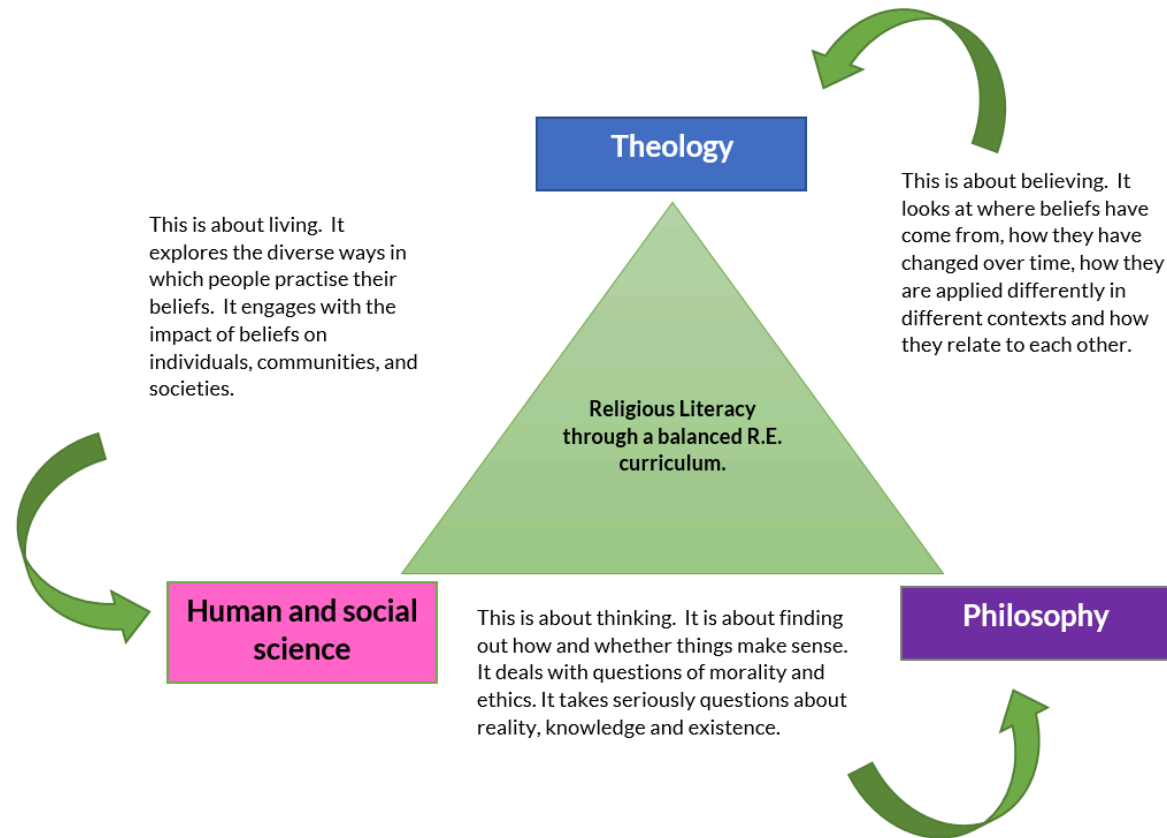 Theology
This is about believing.  It
looks at where beliefs have
come from, how they have
changed over time, how they
are applied differently in
different contexts and how
they relate to each other.
This is about living.  It
explores the diverse ways in
which people practise their
beliefs.  It engages with the
impact of beliefs on
individuals, communities, and
societies.
Religious Literacy
through a balanced R.E.
curriculum.
Human and social
science
This is about thinking.  It is about finding
out how and whether things make sense.
It deals with questions of morality and
ethics. It takes seriously questions about
reality, knowledge and existence.
Philosophy